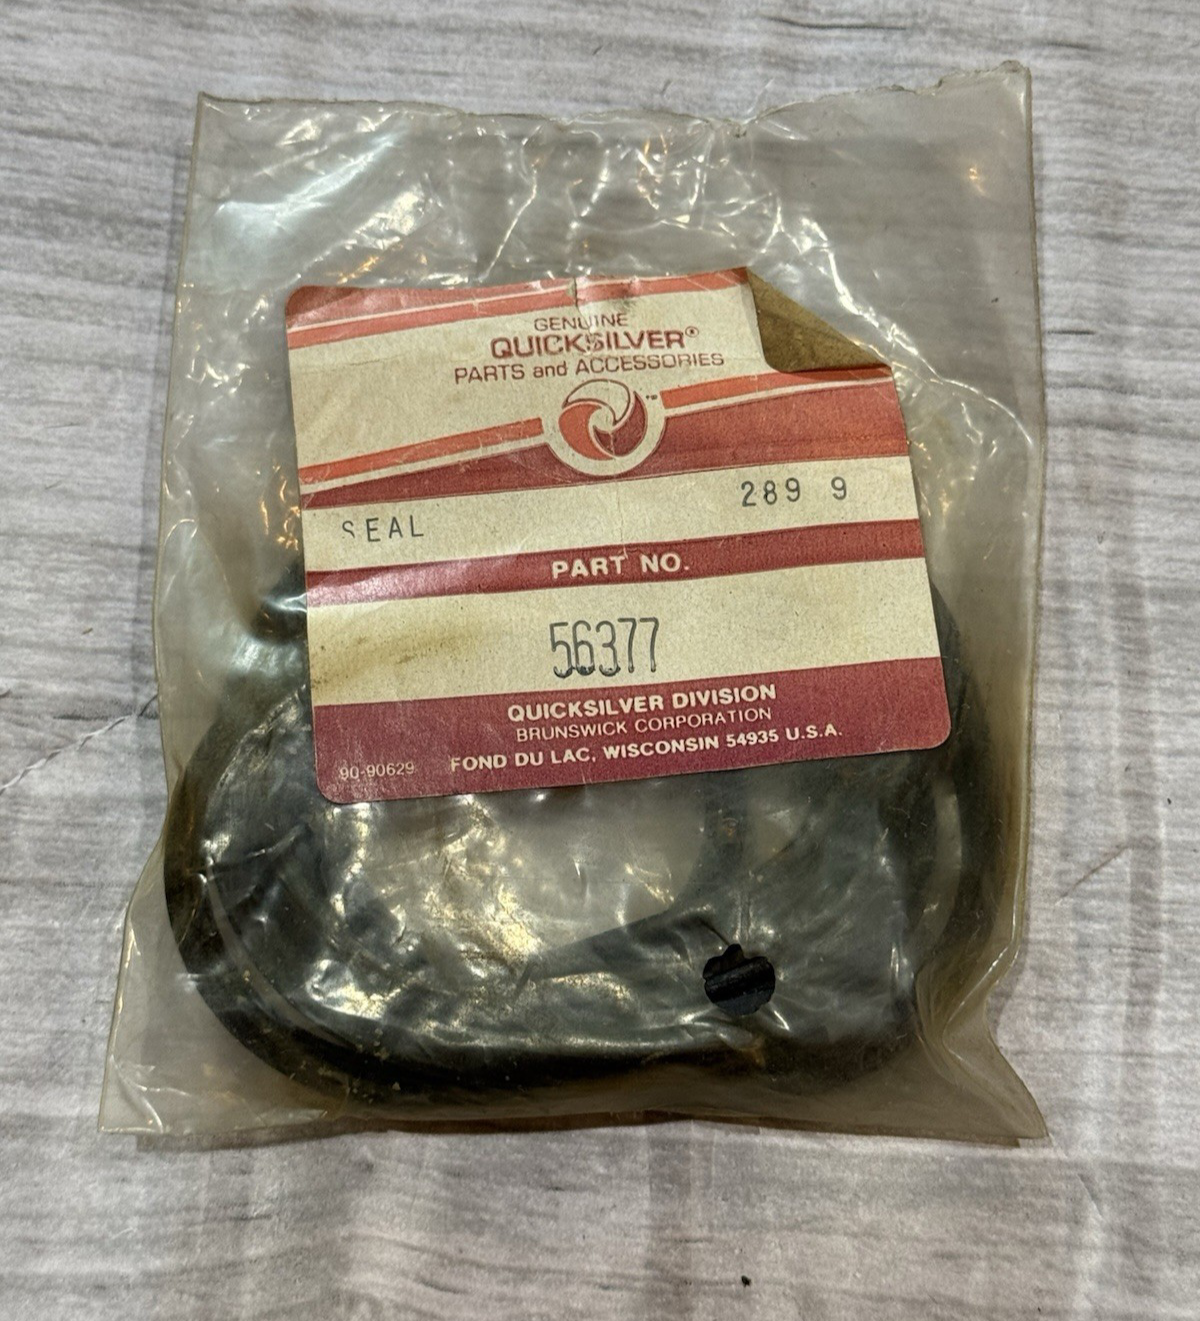 GENUINE
QUICKSILVER®
PARTS and ACCESSORIES
™
SEAL 289 9
PART NO.
56377
QUICKSILVER DIVISION
BRUNSWICK CORPORATION
90-90629 FOND DU LAC, WISCONSIN 54935 U.S.A.